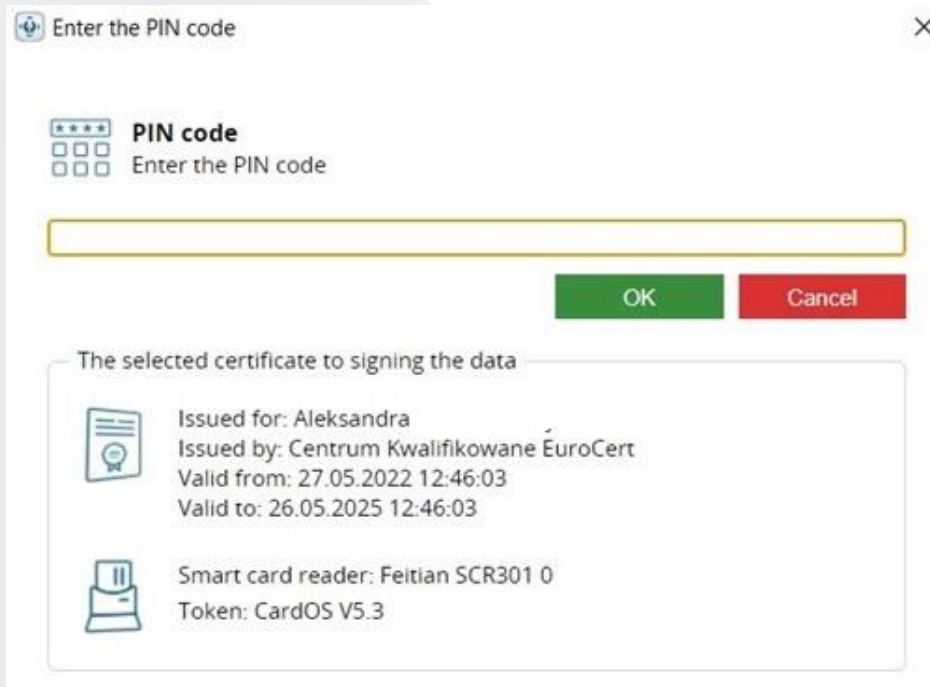 Enter the PIN code
****
PIN code
Enter the PIN code
OK
Cancel
The selected certificate to signing the data
Issued for: Aleksandra
Issued by: Centrum Kwalifikowane EuroCert
Valid from: 27.05.2022 12:46:03
Valid to: 26.05.2025 12:46:03
Smart card reader: Feitian SCR301 0
Token: CardOS V5.3